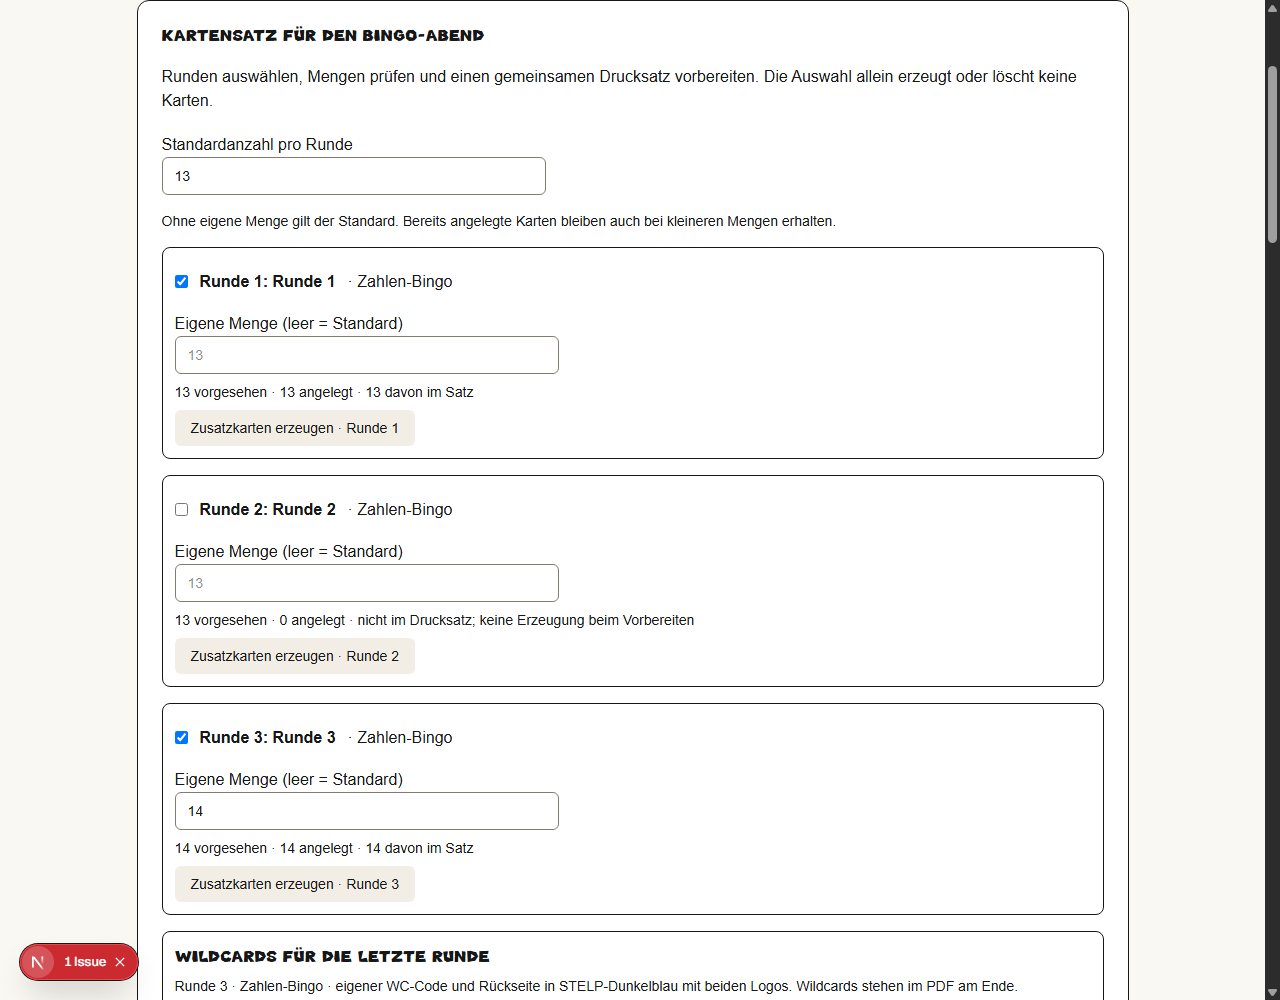 KARTENSATZ FÜR DEN BINGO-ABEND
Runden auswählen, Mengen prüfen und einen gemeinsamen Drucksatz vorbereiten. Die Auswahl allein erzeugt oder löscht keine
Karten.
Standardanzahl pro Runde
13
Ohne eigene Menge gilt der Standard. Bereits angelegte Karten bleiben auch bei kleineren Mengen erhalten.
Runde 1: Runde 1 · Zahlen-Bingo
Eigene Menge (leer = Standard)
13
13 vorgesehen · 13 angelegt · 13 davon im Satz
Zusatzkarten erzeugen · Runde 1
Runde 2: Runde 2 · Zahlen-Bingo
Eigene Menge (leer = Standard)
13
13 vorgesehen · 0 angelegt · nicht im Drucksatz; keine Erzeugung beim Vorbereiten
Zusatzkarten erzeugen · Runde 2
Runde 3: Runde 3 · Zahlen-Bingo
Eigene Menge (leer = Standard)
14
14 vorgesehen · 14 angelegt · 14 davon im Satz
Zusatzkarten erzeugen · Runde 3
WILDCARDS FÜR DIE LETZTE RUNDE
Runde 3 · Zahlen-Bingo · eigener WC-Code und Rückseite in STELP-Dunkelblau mit beiden Logos. Wildcards stehen im PDF am Ende.
N 1 Issue